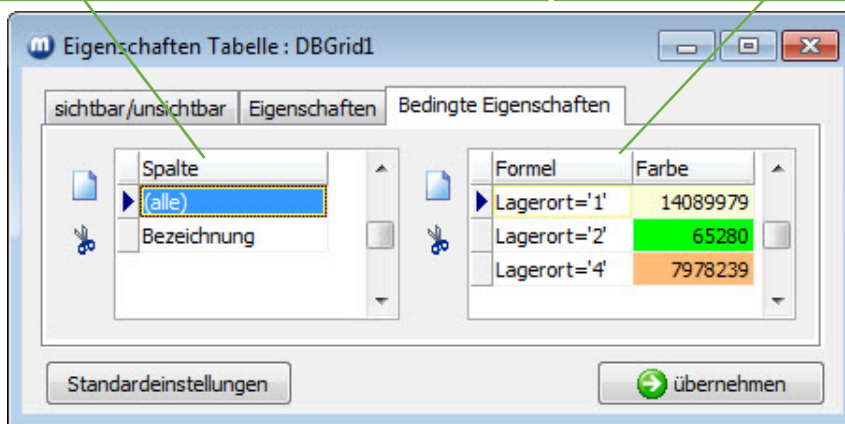 m Eigenschaften Tabelle : DBGrid1
sichtbar/unsichtbar Eigenschaften Bedingte Eigenschaften
Spalte Formel Farbe
(alle) Lagerort='1' 14089979
Bezeichnung Lagerort='2' 65280
Lagerort='4' 7978239
Standardeinstellungen übernehmen